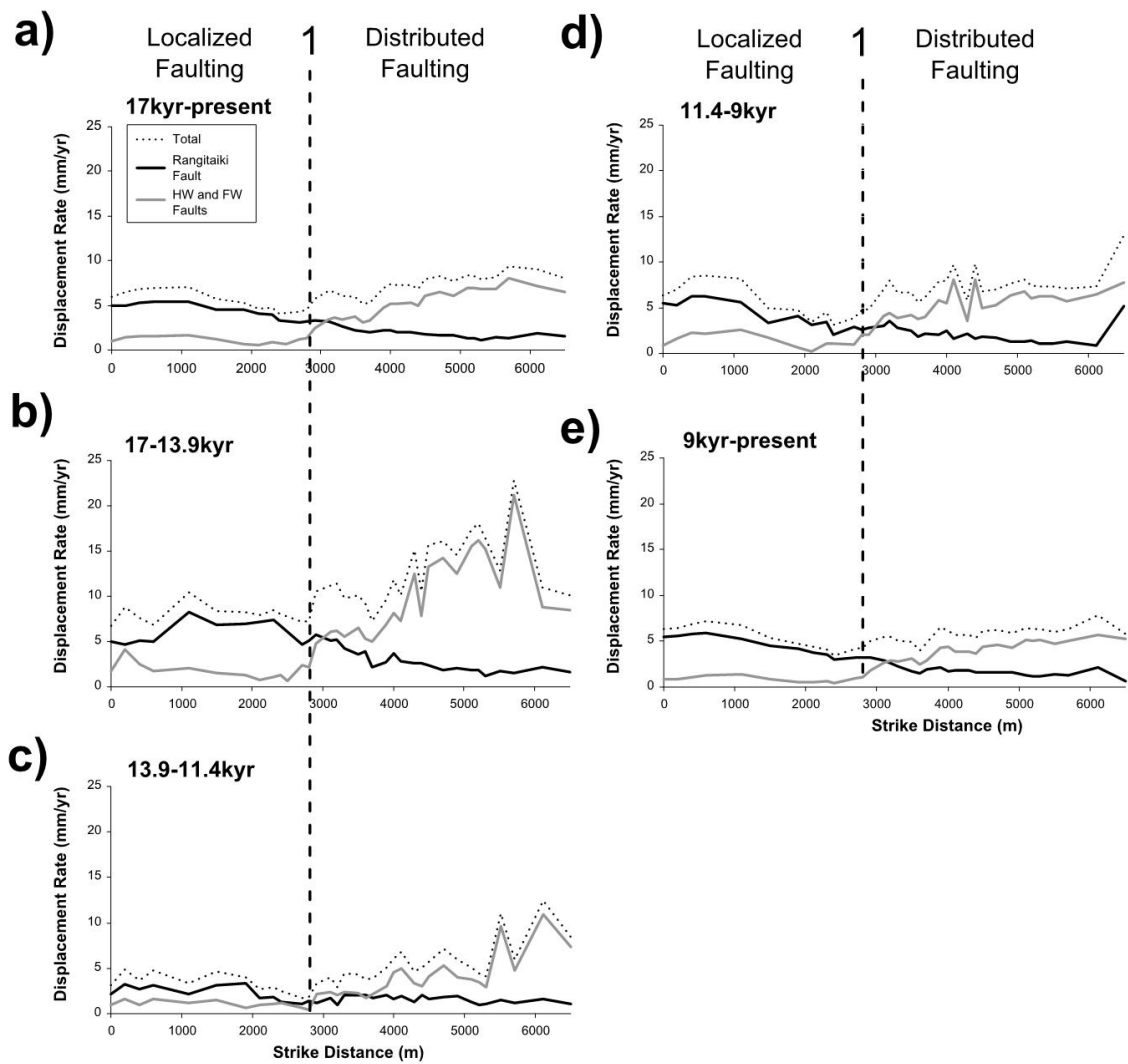 a)
Localized
Faulting
1
Distributed
Faulting
17kyr-present
Displacement Rate (mm/yr)
25
20
15
10
5
0
Total
Rangitaiki
Fault
HW and FW
Faults
0 1000 2000 3000 4000 5000 6000
b)
17-13.9kyr
Displacement Rate (mm/yr)
25
20
15
10
5
0
0 1000 2000 3000 4000 5000 6000
c)
13.9-11.4kyr
Displacement Rate (mm/yr)
25
20
15
10
5
0
0 1000 2000 3000 4000 5000 6000
Strike Distance (m)
d)
Localized
Faulting
1
Distributed
Faulting
11.4-9kyr
Displacement Rate (mm/yr)
25
20
15
10
5
0
0 1000 2000 3000 4000 5000 6000
e)
9kyr-present
Displacement Rate (mm/yr)
25
20
15
10
5
0
0 1000 2000 3000 4000 5000 6000
Strike Distance (m)